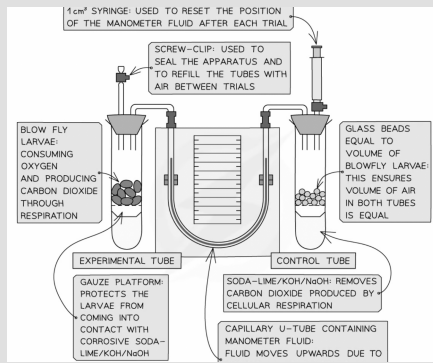 1 cm³ SYRINGE: USED TO RESET THE POSITION
OF THE MANOMETER FLUID AFTER EACH TRIAL
SCREW-CLIP: USED TO
SEAL THE APPARATUS AND
TO REFILL THE TUBES WITH
AIR BETWEEN TRIALS
BLOW FLY
LARVAE:
CONSUMING
OXYGEN
AND PRODUCING
CARBON DIOXIDE
THROUGH
RESPIRATION
GLASS BEADS
EQUAL TO
VOLUME OF
BLOWFLY LARVAE:
THIS ENSURES
VOLUME OF AIR
IN BOTH TUBES
IS EQUAL
EXPERIMENTAL TUBE
CONTROL TUBE
GAUZE PLATFORM:
PROTECTS THE
LARVAE FROM
COMING INTO
CONTACT WITH
CORROSIVE SODA-
LIME/KOH/NaOH
SODA-LIME/KOH/NaOH: REMOVES
CARBON DIOXIDE PRODUCED BY
CELLULAR RESPIRATION
CAPILLARY U-TUBE CONTAINING
MANOMETER FLUID:
FLUID MOVES UPWARDS DUE TO